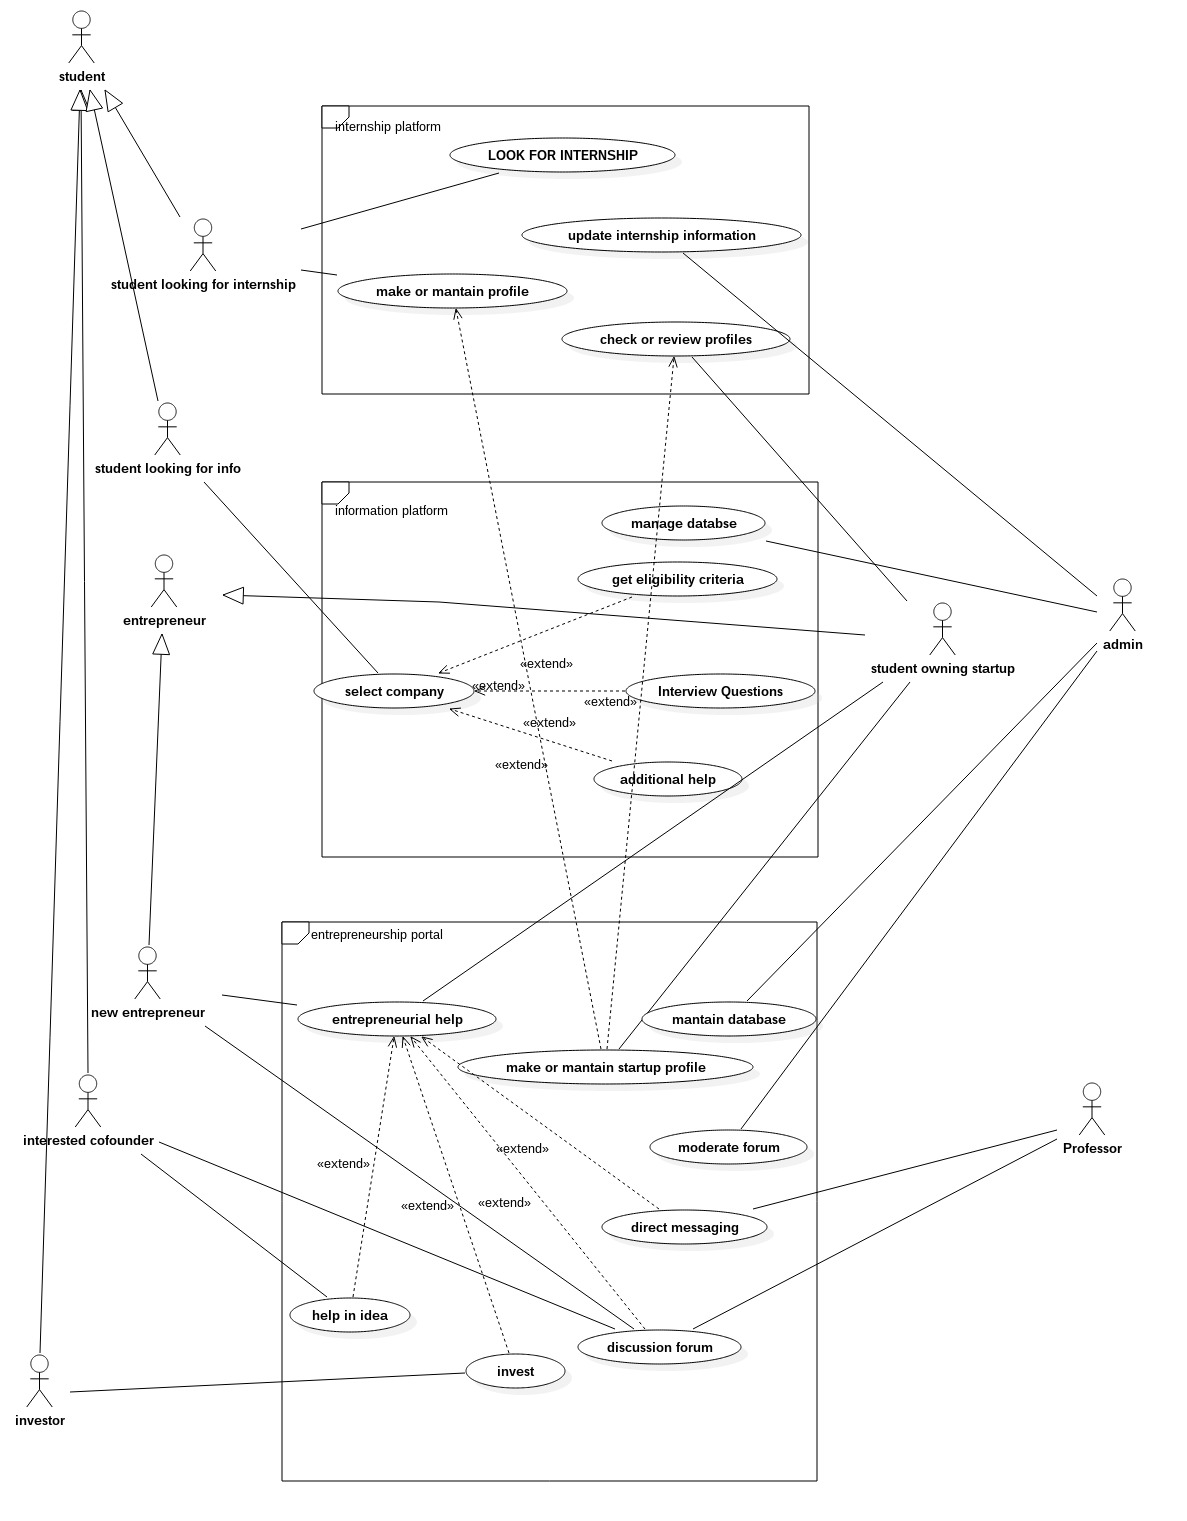 student
internship platform
LOOK FOR INTERNSHIP
update internship information
student looking for internship
make or mantain profile
check or review profiles
student looking for info
information platform
manage databse
get eligibility criteria
entrepreneur
admin
student owning startup
«extend»
«extend»
select company
Interview Questions
«extend»
«extend»
«extend»
additional help
entrepreneurship portal
new entrepreneur
entrepreneurial help
mantain database
make or mantain startup profile
interested cofounder
moderate forum
Professor
«extend»
«extend»
«extend»
«extend»
direct messaging
help in idea
discussion forum
invest
investor